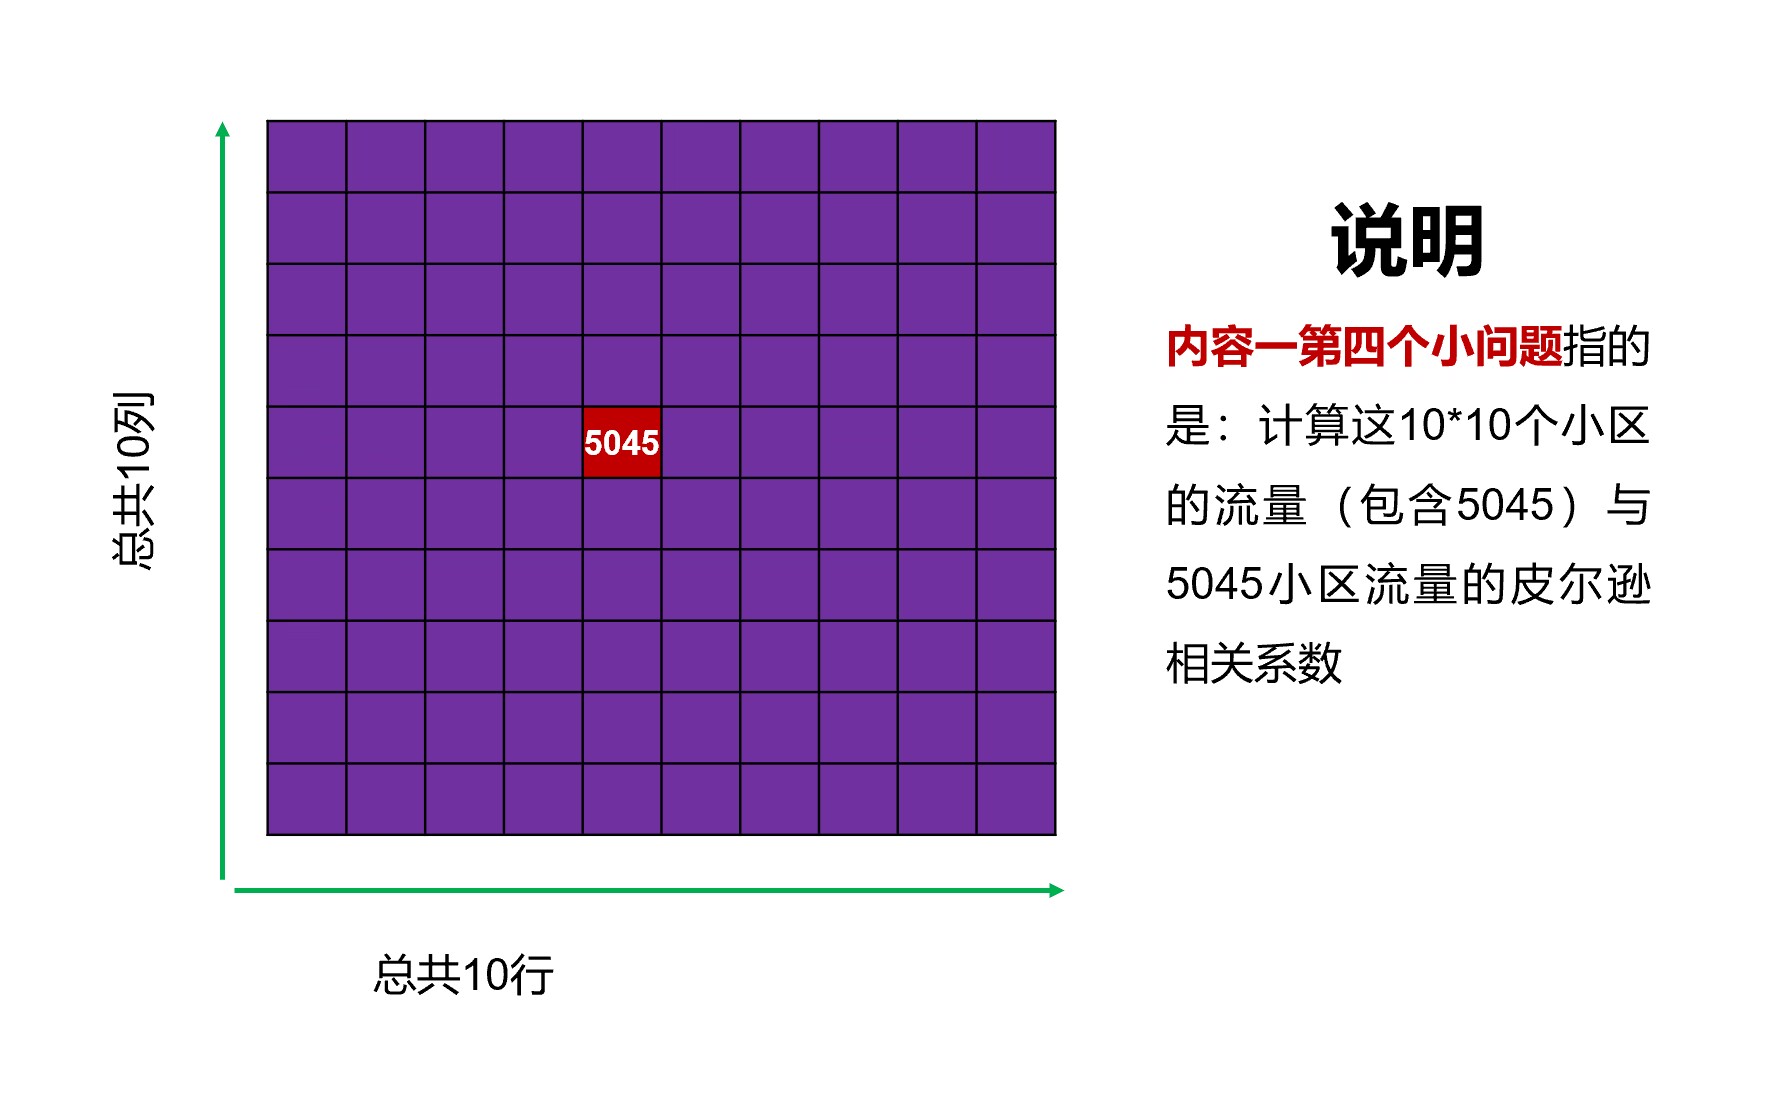 总共10列
5045
总共10行
说明
内容一第四个小问题指的
是：计算这10*10个小区
的流量（包含5045）与
5045小区流量的皮尔逊
相关系数